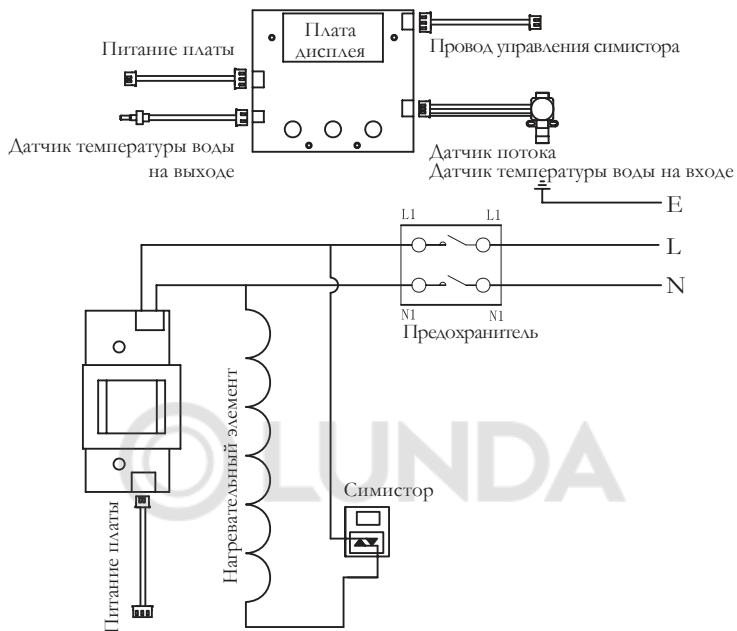 Плата
дисплея
Питание платы
Провод управления симистора
Датчик температуры воды
на выходе
Датчик потока
Датчик температуры воды на входе
E
L1 L1
L
N
N1 N1
Предохранитель
Нагревательный элемент
LUNDA
Симистор
Питание платы